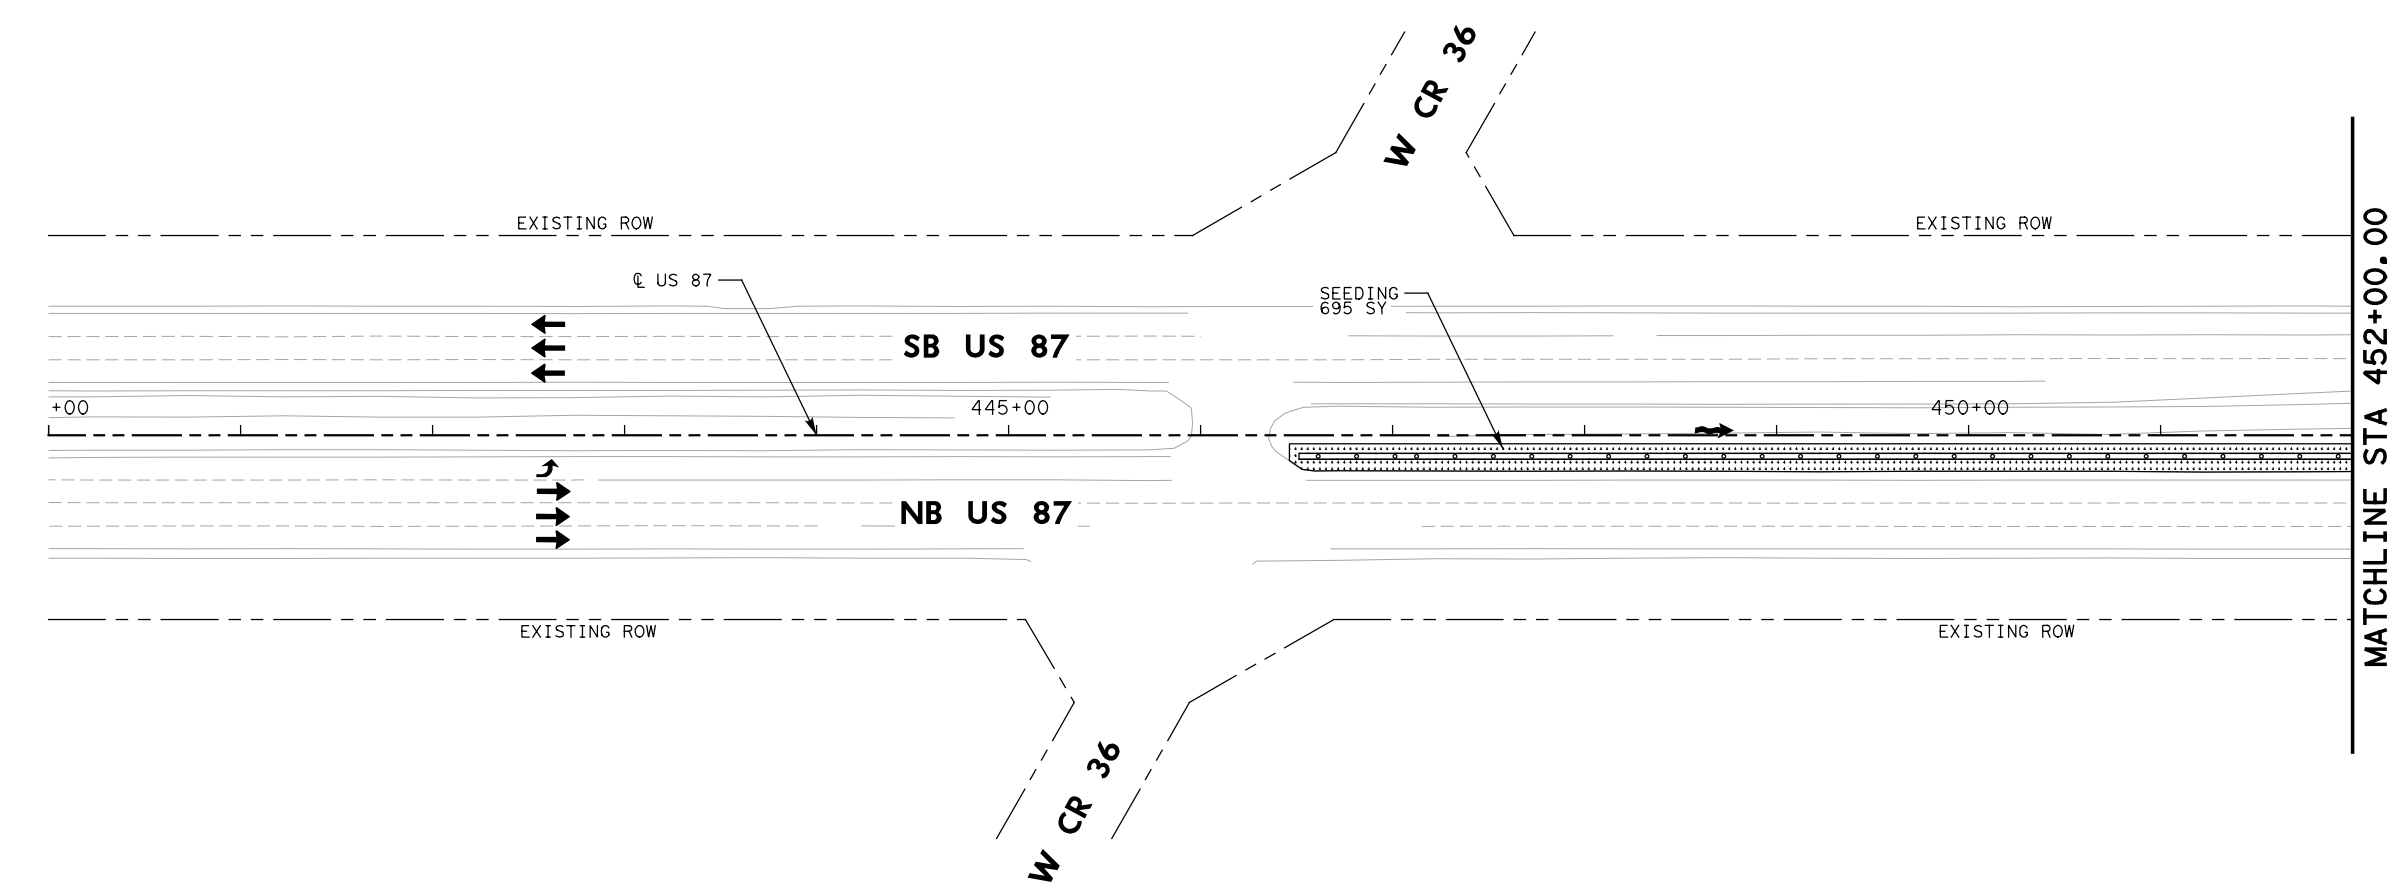 W CR 36
EXISTING ROW
EXISTING ROW
℄ US 87
SEEDING
695 SY
SB US 87
+00
445+00
450+00
NB US 87
EXISTING ROW
EXISTING ROW
W CR 36
MATCHLINE STA 452+00.00